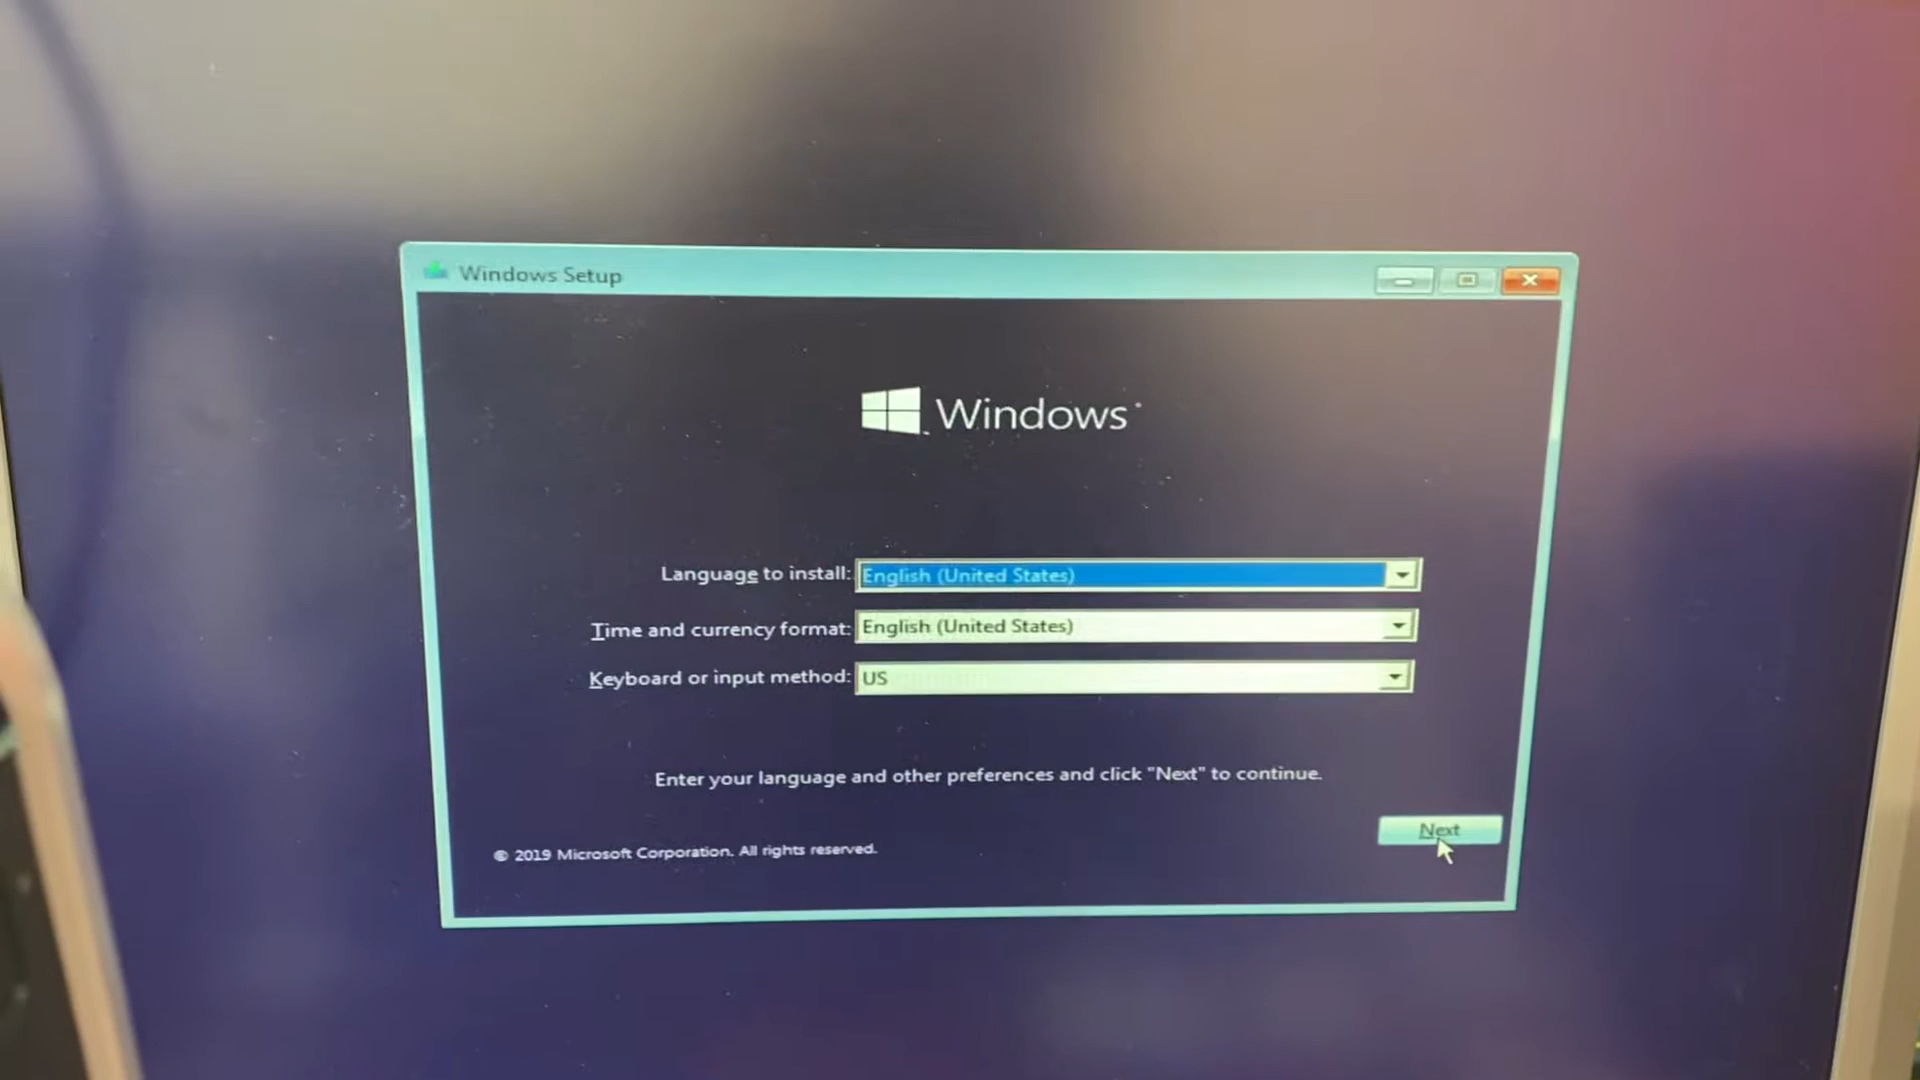 Windows Setup
Windows
Language to install: English (United States)
Time and currency format: English (United States)
Keyboard or input method: US
Enter your language and other preferences and click "Next" to continue.
Next
© 2019 Microsoft Corporation. All rights reserved.